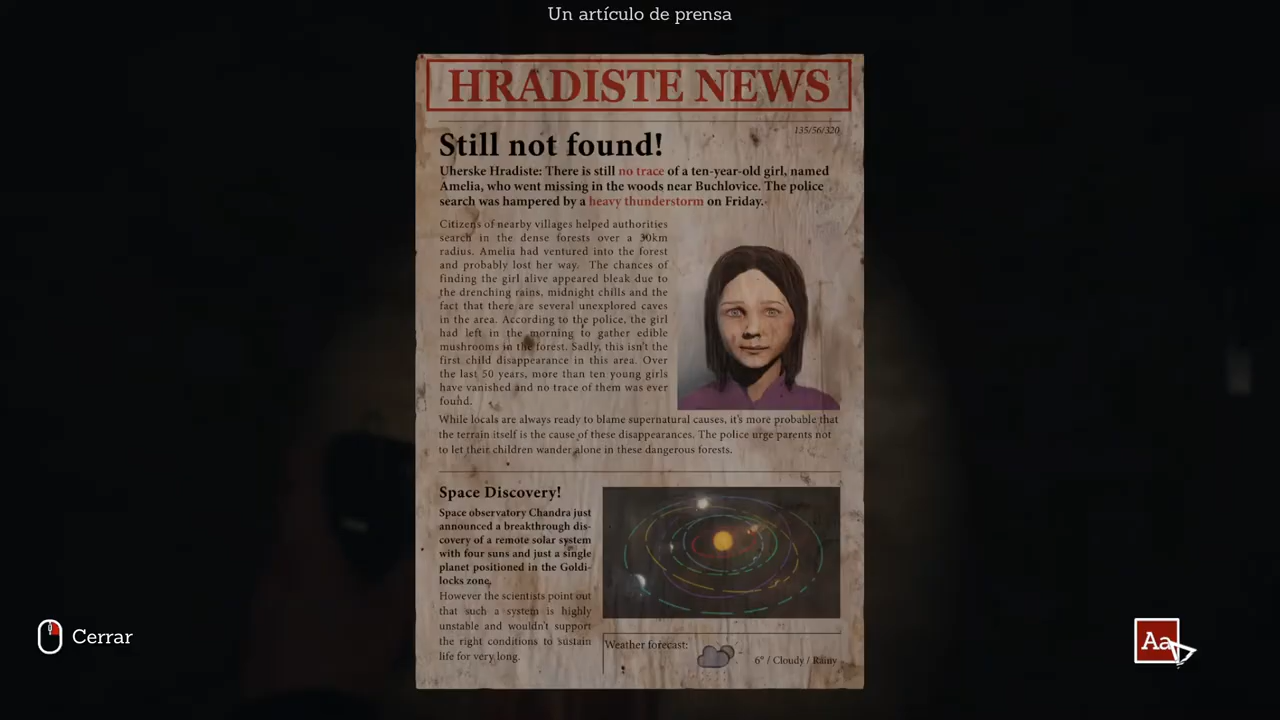 Un artículo de prensa
HRADISTE NEWS
135/56/320
Still not found!
Uherske Hradiste: There is still no trace of a ten-year-old girl, named
Amelia, who went missing in the woods near Buchlovice. The police
search was hampered by a heavy thunderstorm on Friday.
Citizens of nearby villages helped authorities
search in the dense forests over a 30km
radius. Amelia had ventured into the forest
and probably lost her way. The chances of
finding the girl alive appeared bleak due to
the drenching rains, midnight chills and the
fact that there are several unexplored caves
in the area. According to the police, the girl
had left in the morning to gather edible
mushrooms in the forest. Sadly, this isn't the
first child disappearance in this area. Over
the last 50 years, more than ten young girls
have vanished and no trace of them was ever
found.
While locals are always ready to blame supernatural causes, it's more probable that
the terrain itself is the cause of these disappearances. The police urge parents not
to let their children wander alone in these dangerous forests.
Space Discovery!
Space observatory Chandra just
announced a breakthrough dis-
covery of a remote solar system
with four suns and just a single
planet positioned in the Goldi-
locks zone.
However the scientists point out
that such a system is highly
unstable and wouldn't support
the right conditions to sustain
life for very long.
Weather forecast:
6° / Cloudy / Rainy
Cerrar
Aa